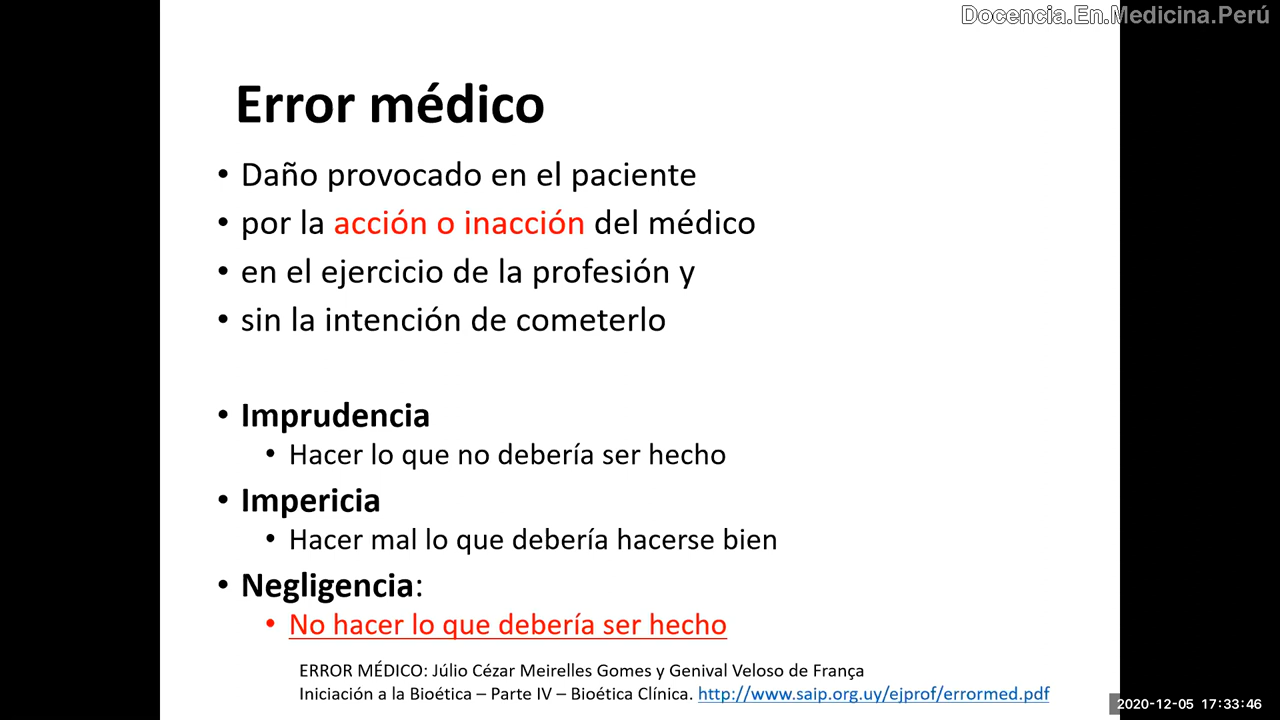 Docencia.En.Medicina.Perú
Error médico
• Daño provocado en el paciente
• por la acción o inacción del médico
• en el ejercicio de la profesión y
• sin la intención de cometerlo
• Imprudencia
• Hacer lo que no debería ser hecho
• Impericia
• Hacer mal lo que debería hacerse bien
• Negligencia:
• No hacer lo que debería ser hecho
ERROR MÉDICO: Júlio Cézar Meirelles Gomes y Genival Veloso de França
Iniciación a la Bioética – Parte IV – Bioética Clínica. http://www.saip.org.uy/ejprof/errormed.pdf
2020-12-05 17:33:46